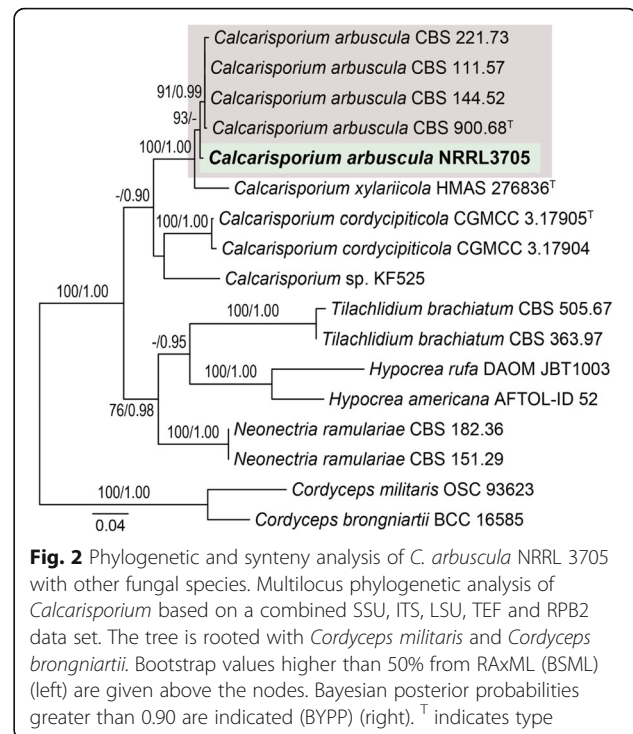 Calcarisporium arbuscula CBS 221.73
Calcarisporium arbuscula CBS 111.57
91/0.99
Calcarisporium arbuscula CBS 144.52
93/-
Calcarisporium arbuscula CBS 900.68ᵀ
100/1.00
Calcarisporium arbuscula NRRL3705
-/0.90
Calcarisporium xylariicola HMAS 276836ᵀ
100/1.00
Calcarisporium cordycipiticola CGMCC 3.17905ᵀ
Calcarisporium cordycipiticola CGMCC 3.17904
Calcarisporium sp. KF525
100/1.00
100/1.00
Tilachlidium brachiatum CBS 505.67
-/0.95
Tilachlidium brachiatum CBS 363.97
100/1.00
Hypocrea rufa DAOM JBT1003
76/0.98
Hypocrea americana AFTOL-ID 52
100/1.00
Neonectria ramulariae CBS 182.36
Neonectria ramulariae CBS 151.29
100/1.00
Cordyceps militaris OSC 93623
0.04
Cordyceps brongniartii BCC 16585
Fig. 2 Phylogenetic and synteny analysis of C. arbuscula NRRL 3705
with other fungal species. Multilocus phylogenetic analysis of
Calcarisporium based on a combined SSU, ITS, LSU, TEF and RPB2
data set. The tree is rooted with Cordyceps militaris and Cordyceps
brongniartii. Bootstrap values higher than 50% from RAxML (BSML)
(left) are given above the nodes. Bayesian posterior probabilities
greater than 0.90 are indicated (BYPP) (right). ᵀ indicates type